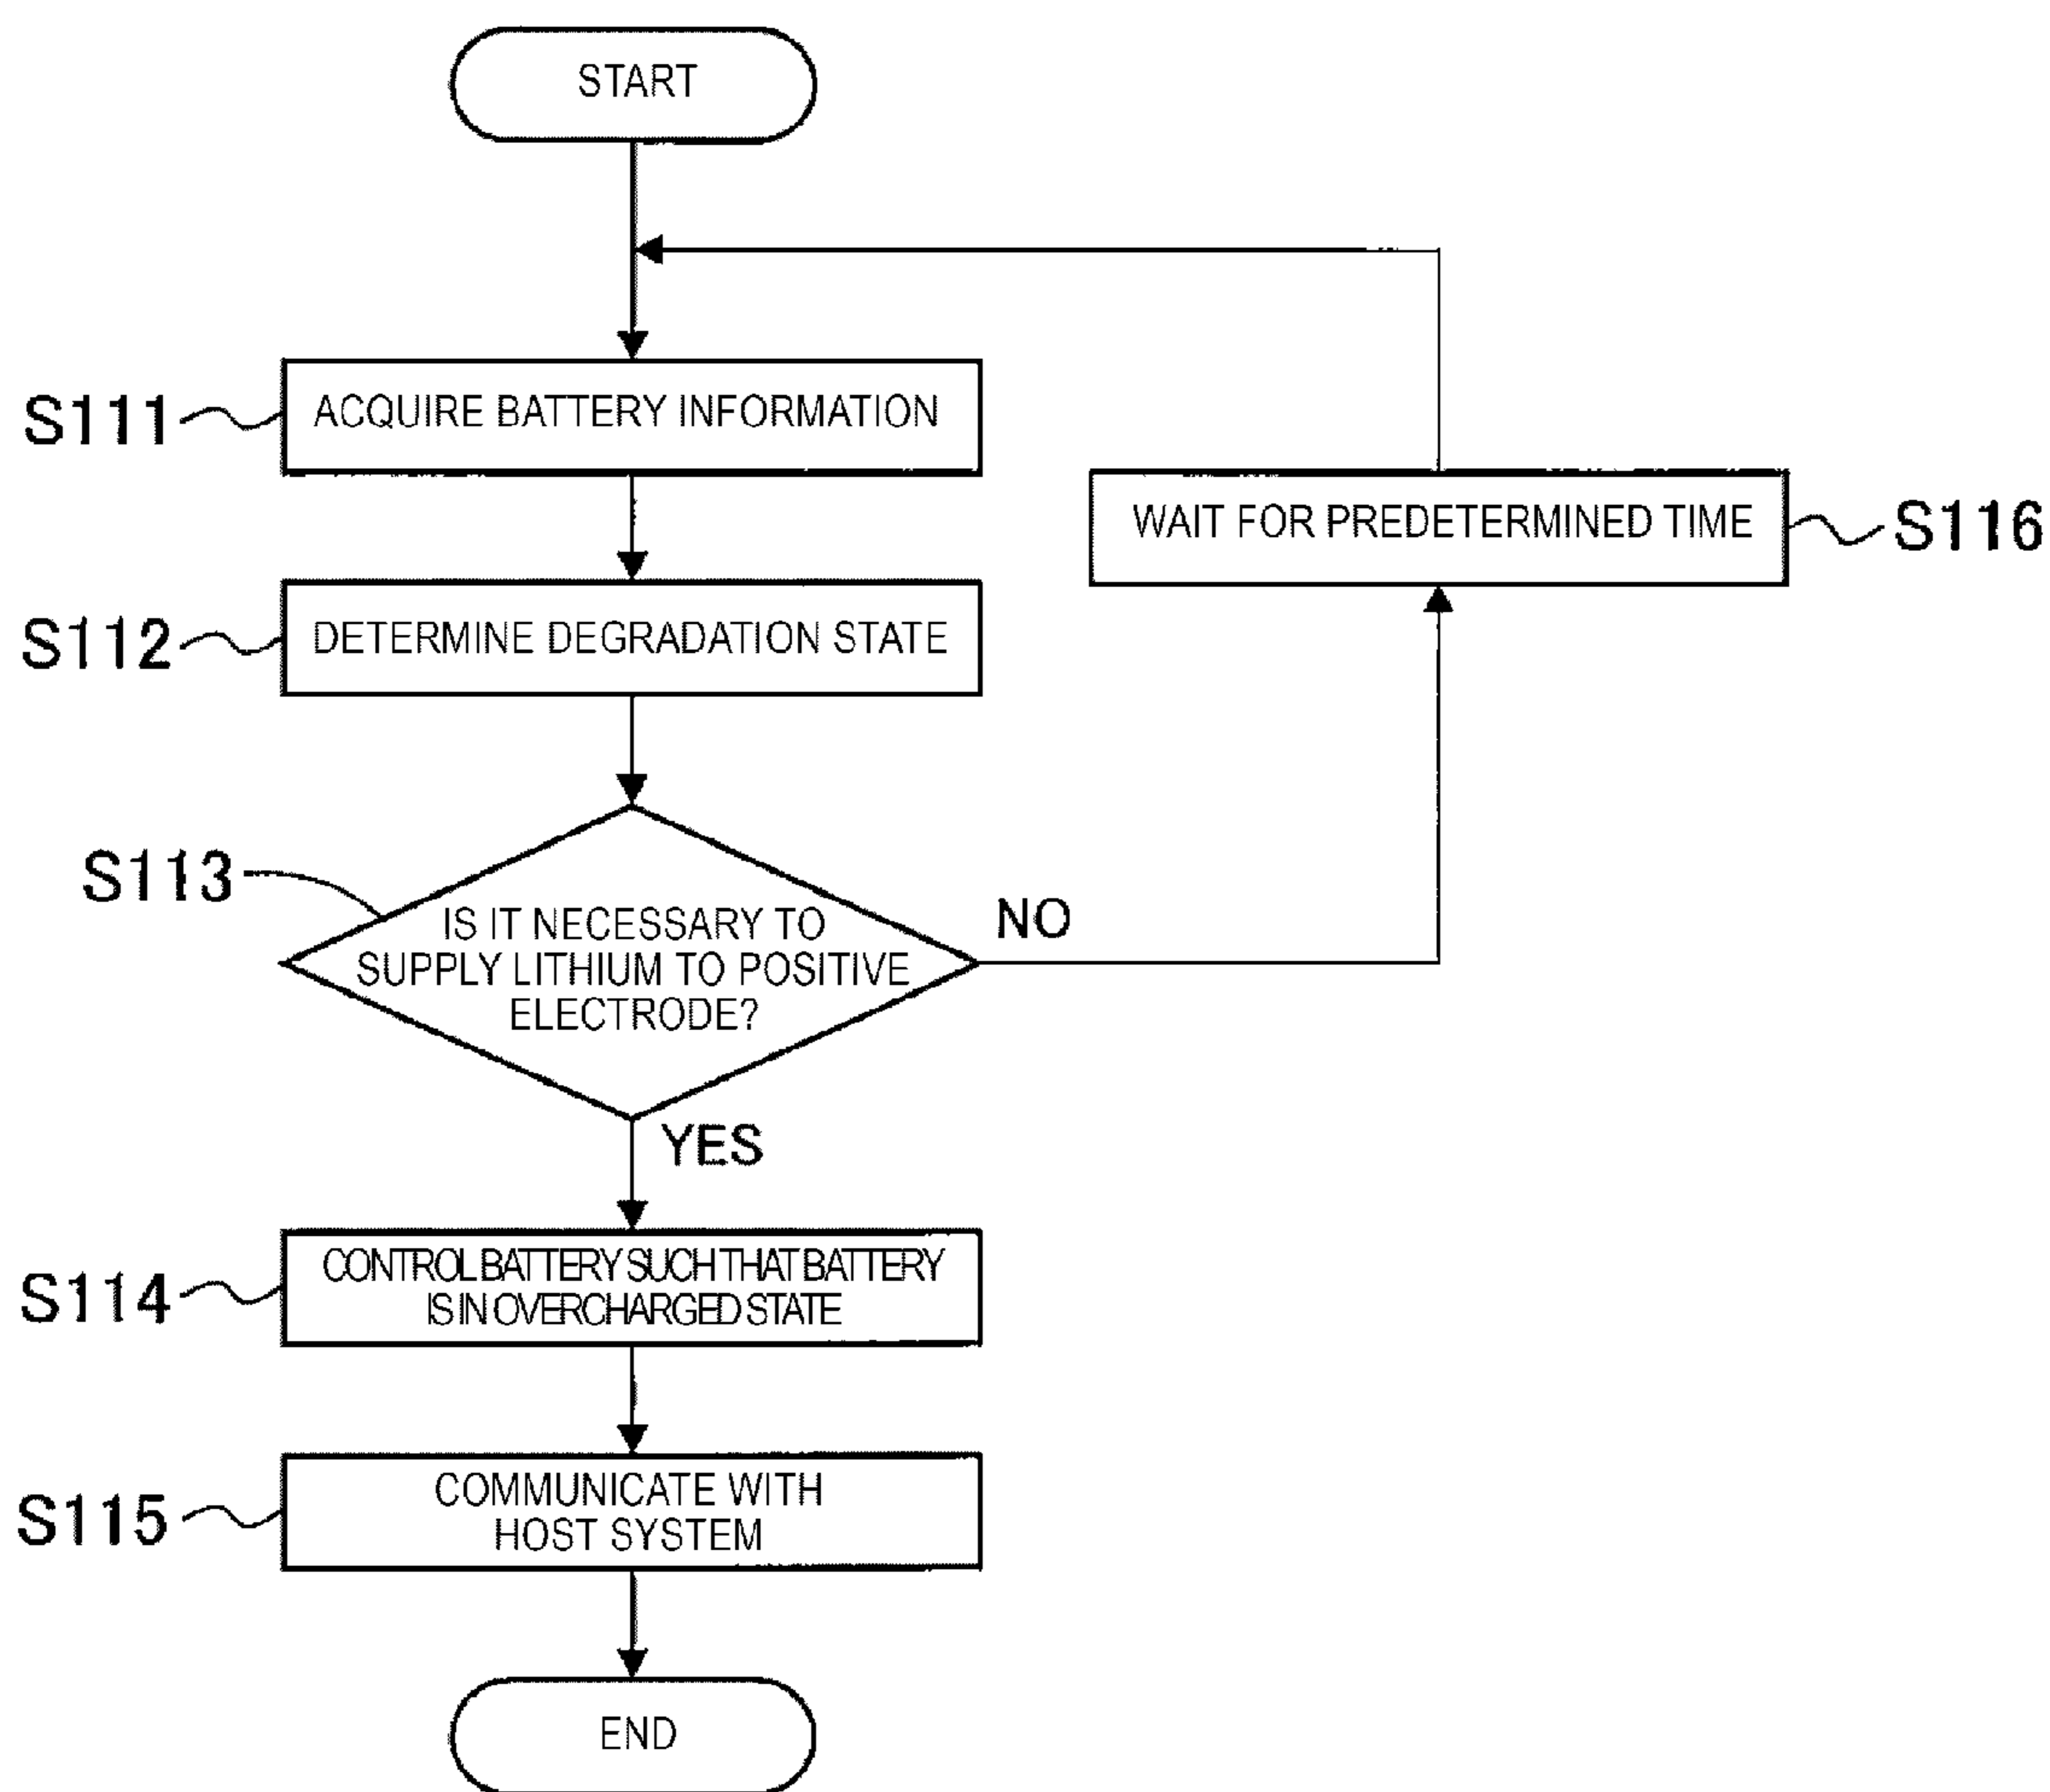 START
S111
ACQUIRE BATTERY INFORMATION
WAIT FOR PREDETERMINED TIME
S116
S112
DETERMINE DEGRADATION STATE
S113
IS IT NECESSARY TO
SUPPLY LITHIUM TO POSITIVE
ELECTRODE?
NO
YES
S114
CONTROL BATTERY SUCH THAT BATTERY
IS IN OVERCHARGED STATE
S115
COMMUNICATE WITH
HOST SYSTEM
END